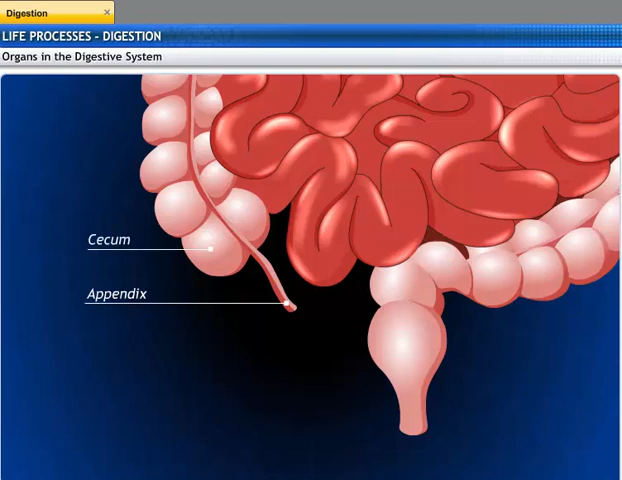 Digestion
LIFE PROCESSES - DIGESTION
Organs in the Digestive System
Cecum
Appendix